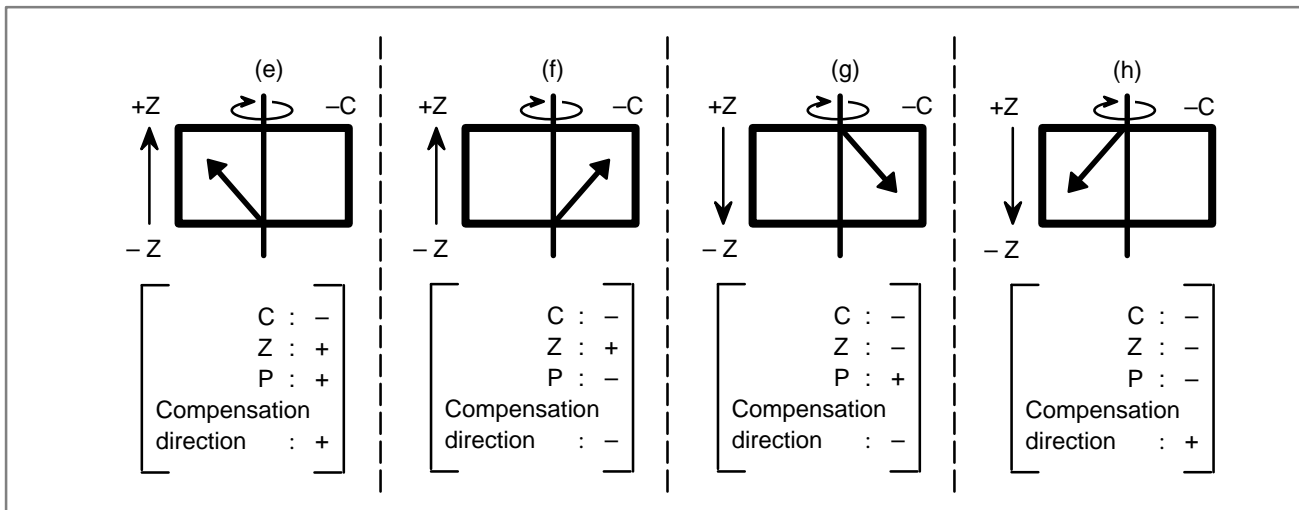 (e)
+Z
–C
– Z
C : –
Z : +
P : +
Compensation
direction : +
(f)
+Z
–C
– Z
C : –
Z : +
P : –
Compensation
direction : –
(g)
+Z
–C
– Z
C : –
Z : –
P : +
Compensation
direction : –
(h)
+Z
–C
– Z
C : –
Z : –
P : –
Compensation
direction : +